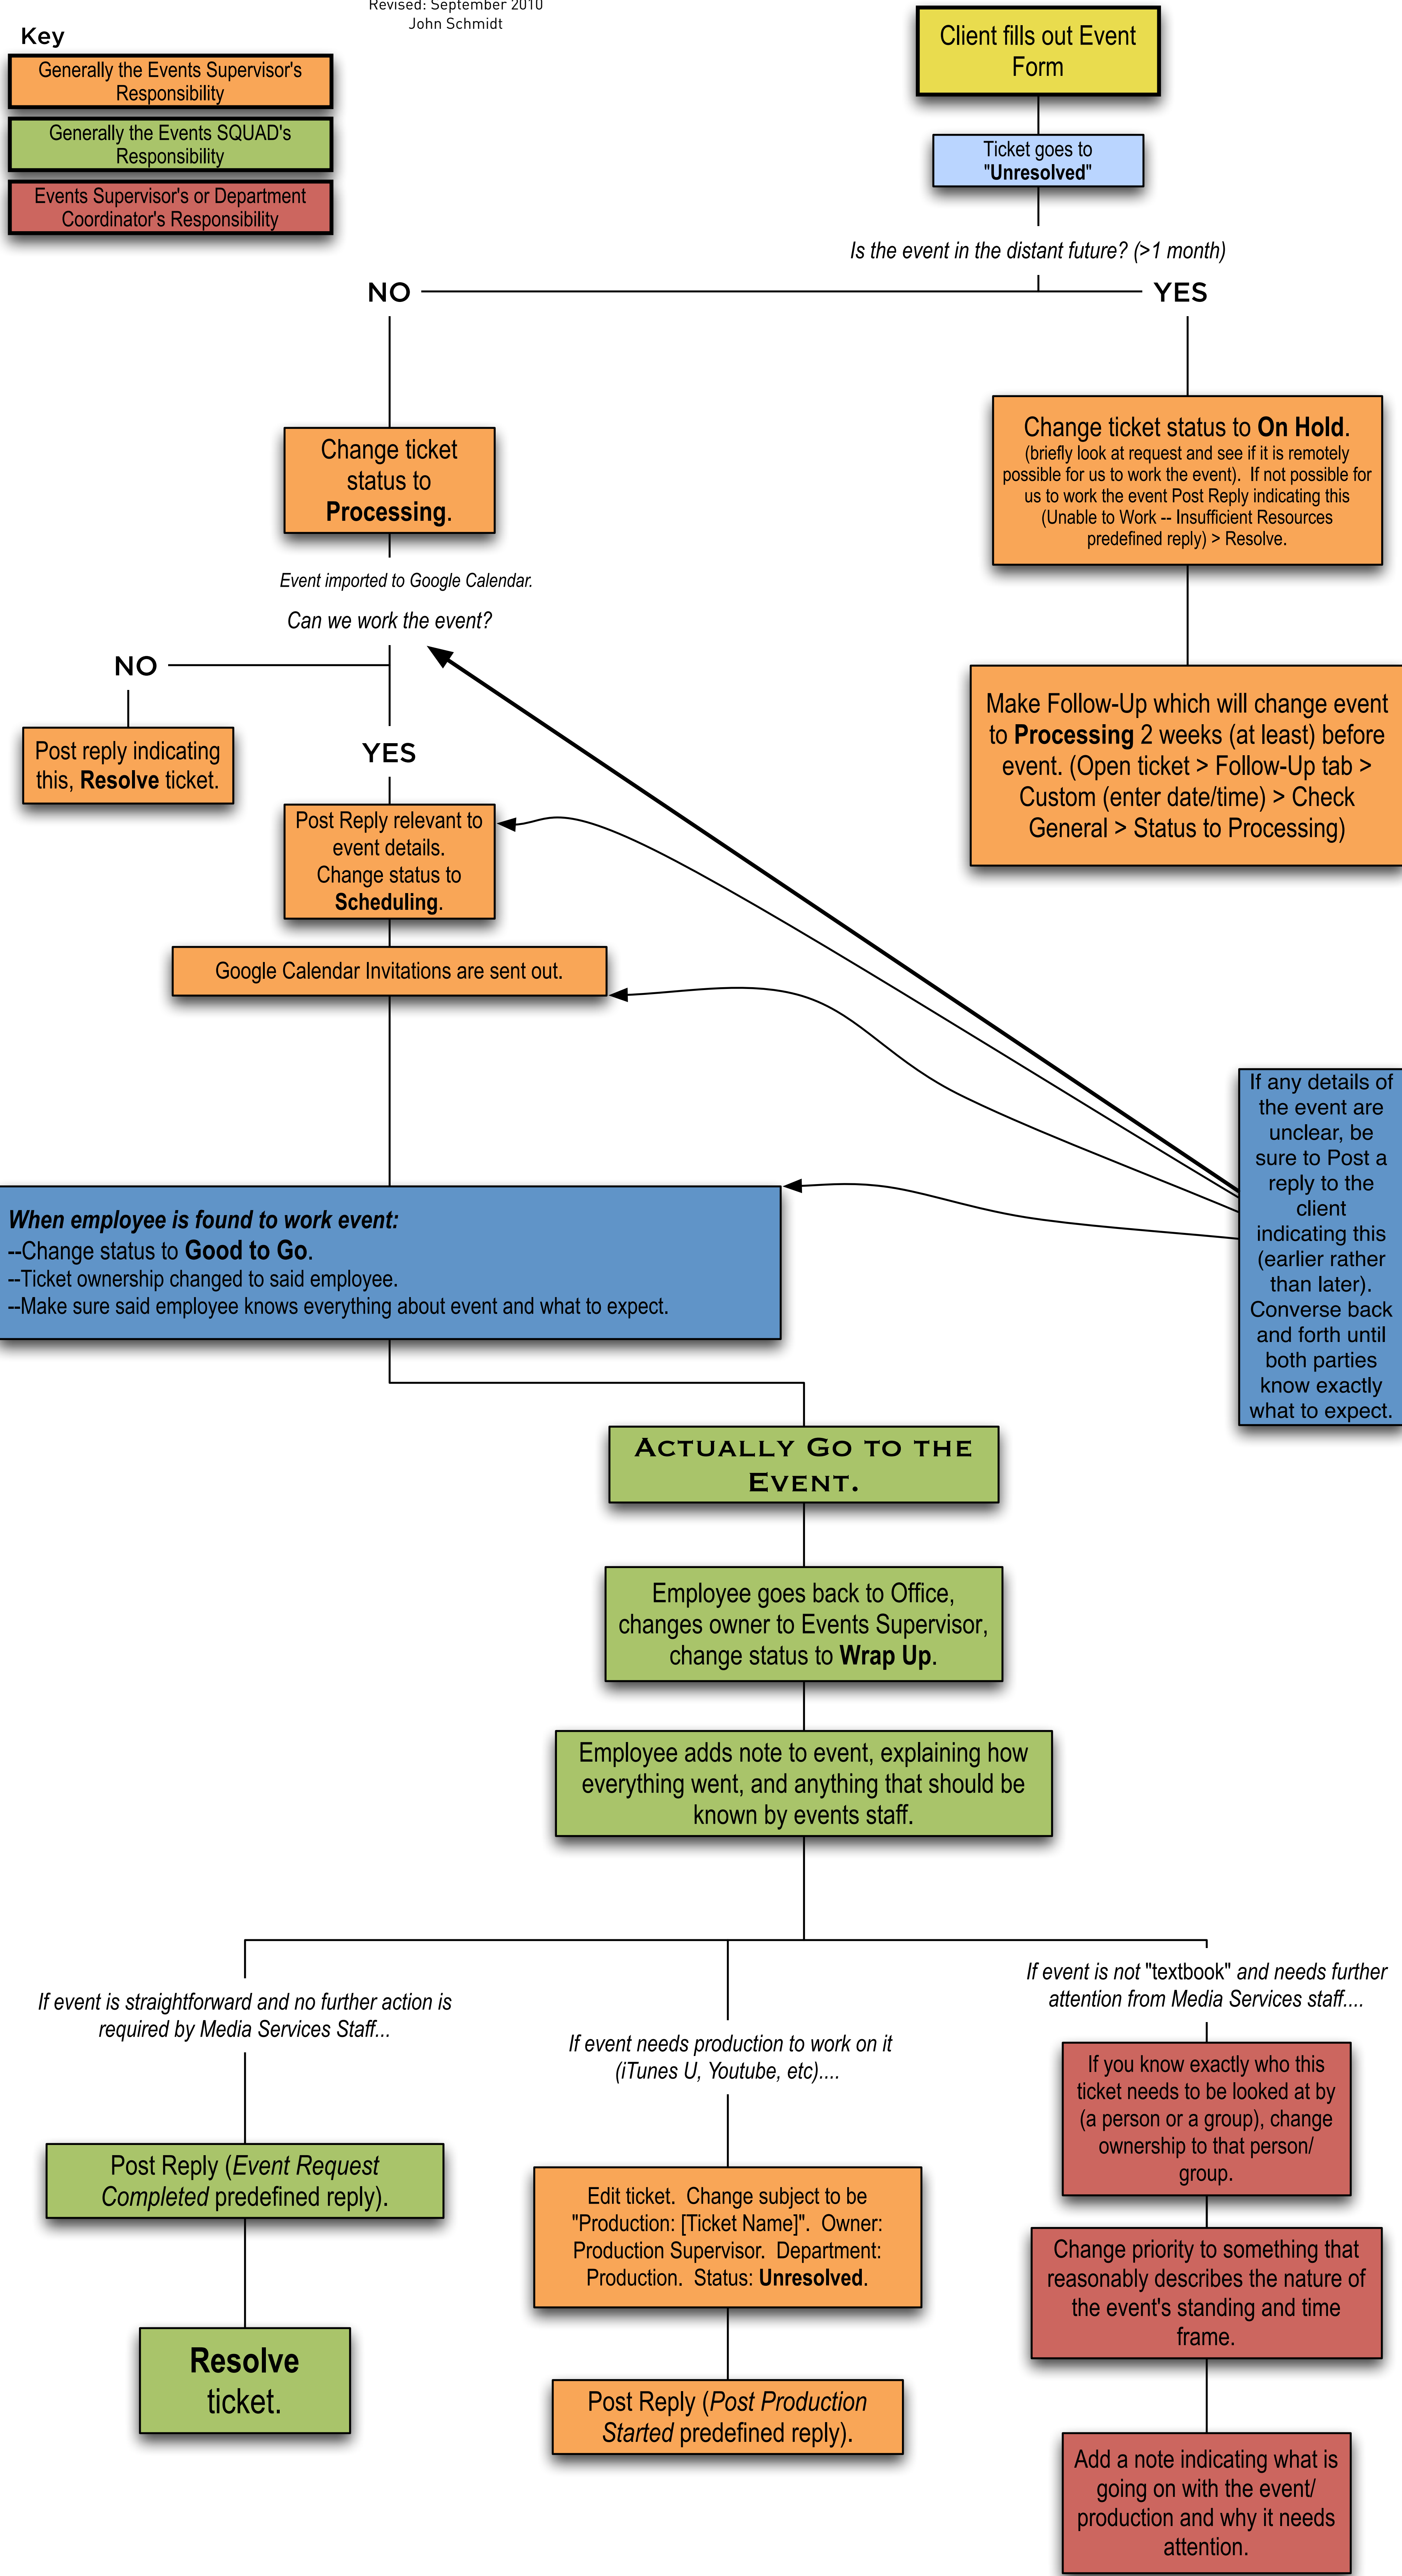 Revised: September 2010
John Schmidt
Key
Generally the Events Supervisor's
Responsibility
Generally the Events SQUAD's
Responsibility
Events Supervisor's or Department
Coordinator's Responsibility
Client fills out Event
Form
Ticket goes to
"Unresolved"
Is the event in the distant future? (>1 month)
NO
YES
Change ticket
status to
Processing.
Change ticket status to On Hold.
(briefly look at request and see if it is remotely
possible for us to work the event).  If not possible for
us to work the event Post Reply indicating this
(Unable to Work -- Insufficient Resources
predefined reply) > Resolve.
Event imported to Google Calendar.
Can we work the event?
NO
YES
Post reply indicating
this, Resolve ticket.
Make Follow-Up which will change event
to Processing 2 weeks (at least) before
event. (Open ticket > Follow-Up tab >
Custom (enter date/time) > Check
General > Status to Processing)
Post Reply relevant to
event details.
Change status to
Scheduling.
Google Calendar Invitations are sent out.
If any details of
the event are
unclear, be
sure to Post a
reply to the
client
indicating this
(earlier rather
than later).
Converse back
and forth until
both parties
know exactly
what to expect.
When employee is found to work event:
--Change status to Good to Go.
--Ticket ownership changed to said employee.
--Make sure said employee knows everything about event and what to expect.
Actually Go to the
Event.
Employee goes back to Office,
changes owner to Events Supervisor,
change status to Wrap Up.
Employee adds note to event, explaining how
everything went, and anything that should be
known by events staff.
If event is straightforward and no further action is
required by Media Services Staff...
Post Reply (Event Request
Completed predefined reply).
Resolve
ticket.
If event needs production to work on it
(iTunes U, Youtube, etc)....
Edit ticket.  Change subject to be
"Production: [Ticket Name]".  Owner:
Production Supervisor.  Department:
Production.  Status: Unresolved.
Post Reply (Post Production
Started predefined reply).
If event is not "textbook" and needs further
attention from Media Services staff....
If you know exactly who this
ticket needs to be looked at by
(a person or a group), change
ownership to that person/
group.
Change priority to something that
reasonably describes the nature of
the event's standing and time
frame.
Add a note indicating what is
going on with the event/
production and why it needs
attention.